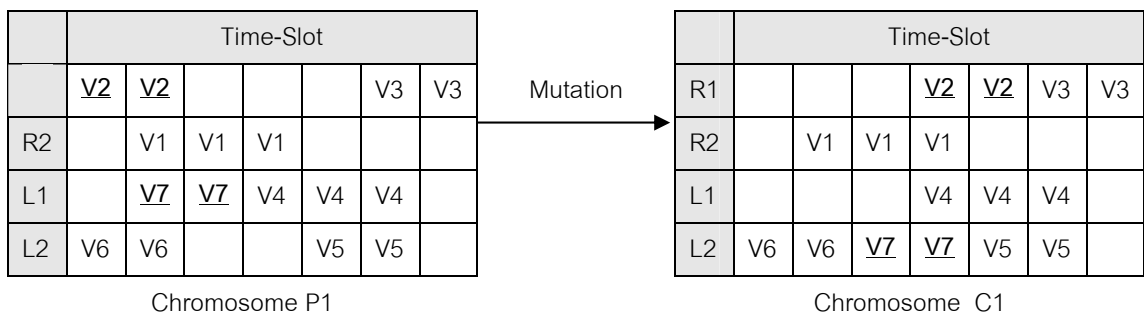 Time-Slot
V2 V2 V3 V3
R2 V1 V1 V1
L1 V7 V7 V4 V4 V4
L2 V6 V6 V5 V5
Chromosome P1
Mutation
Time-Slot
R1 V2 V2 V3 V3
R2 V1 V1 V1
L1 V4 V4 V4
L2 V6 V6 V7 V7 V5 V5
Chromosome C1